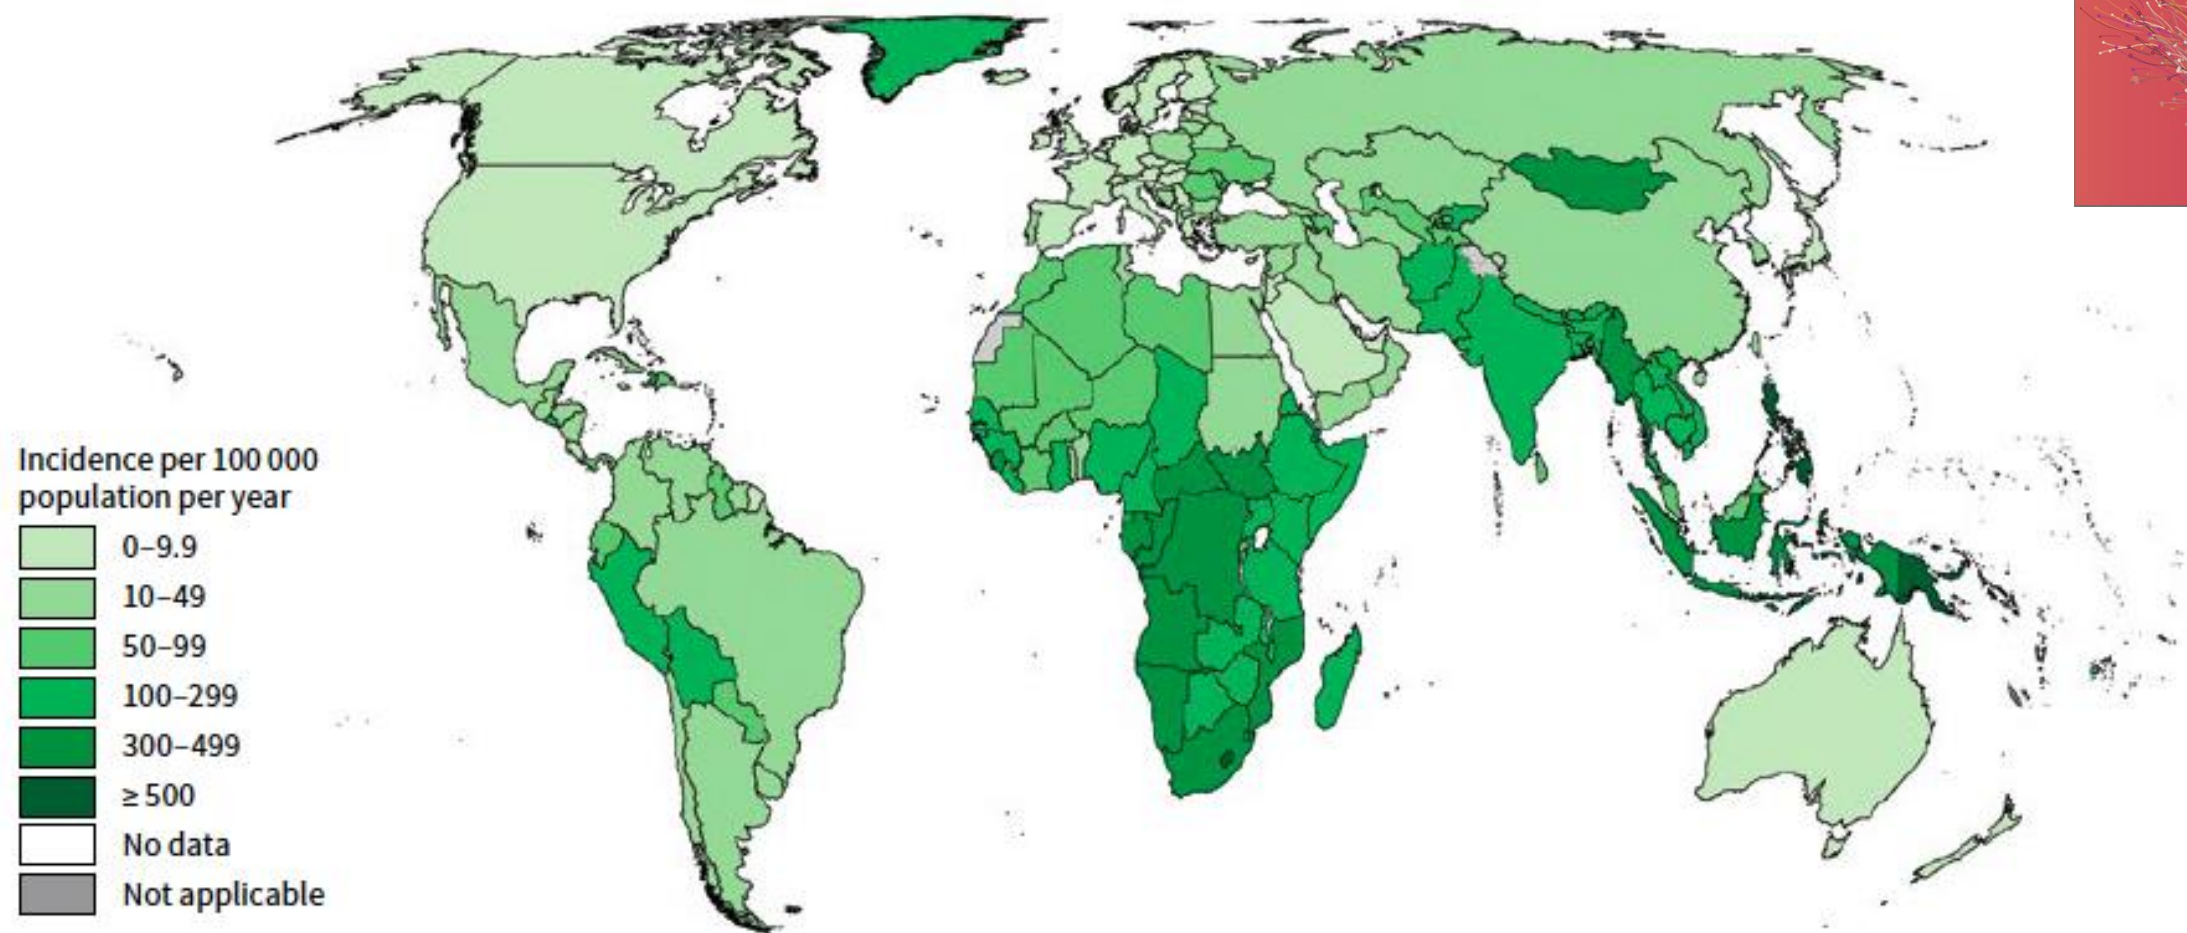 Incidence per 100 000
population per year
0–9.9
10–49
50–99
100–299
300–499
≥ 500
No data
Not applicable